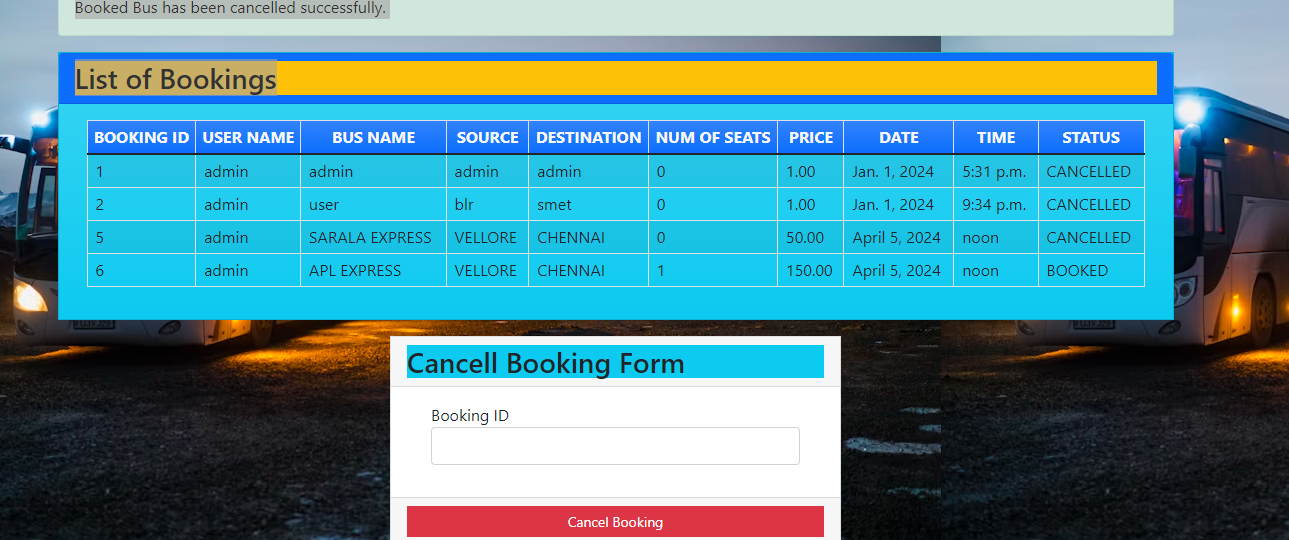 Booked Bus has been cancelled successfully.
List of Bookings
BOOKING ID USER NAME BUS NAME SOURCE DESTINATION NUM OF SEATS PRICE DATE TIME STATUS
1 admin admin admin admin 0 1.00 Jan. 1, 2024 5:31 p.m. CANCELLED
2 admin user blr smet 0 1.00 Jan. 1, 2024 9:34 p.m. CANCELLED
5 admin SARALA EXPRESS VELLORE CHENNAI 0 50.00 April 5, 2024 noon CANCELLED
6 admin APL EXPRESS VELLORE CHENNAI 1 150.00 April 5, 2024 noon BOOKED
Cancell Booking Form
Booking ID
Cancel Booking